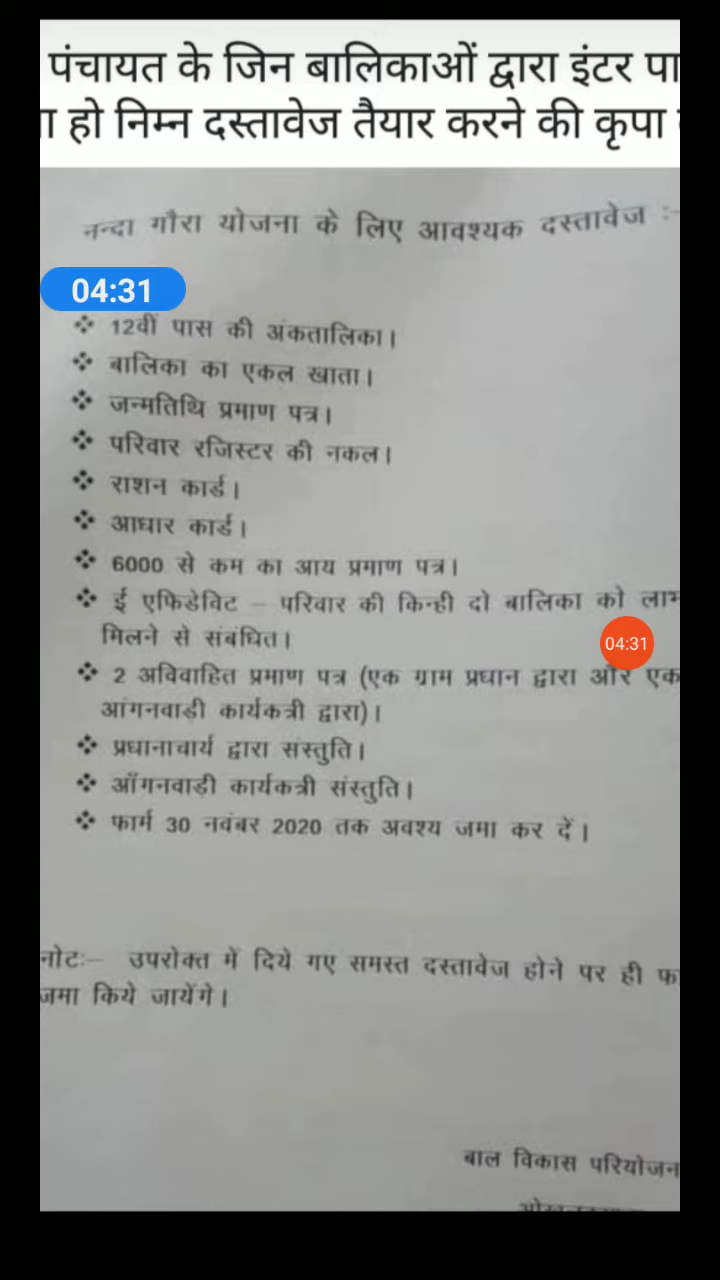 पंचायत के जिन बालिकाओं द्वारा इंटर पा
हो निम्न दस्तावेज तैयार करने की कृपा
नन्दा गौरा योजना के लिए आवश्यक दस्तावेज :-
04:31
❖ 12वीं पास की अंकतालिका।
❖ बालिका का एकल खाता।
❖ जन्मतिथि प्रमाण पत्र।
❖ परिवार रजिस्टर की नकल।
❖ राशन कार्ड।
❖ आधार कार्ड।
❖ 6000 से कम का आय प्रमाण पत्र।
❖ ई एफिडेविट – परिवार की किन्ही दो बालिका को लाभ
मिलने से संबंधित।
04:31
❖ 2 अविवाहित प्रमाण पत्र (एक ग्राम प्रधान द्वारा और एक
आंगनवाडी कार्यकत्री द्वारा)।
❖ प्रधानाचार्य द्वारा संस्तुति।
❖ ऑगनवाड़ी कार्यकत्री संस्तुति।
❖ फार्म 30 नवंबर 2020 तक अवश्य जमा कर दें।
नोटः– उपरोक्त में दिये गए समस्त दस्तावेज होने पर ही फ
जमा किये जायेंगे।
बाल विकास परियोजन